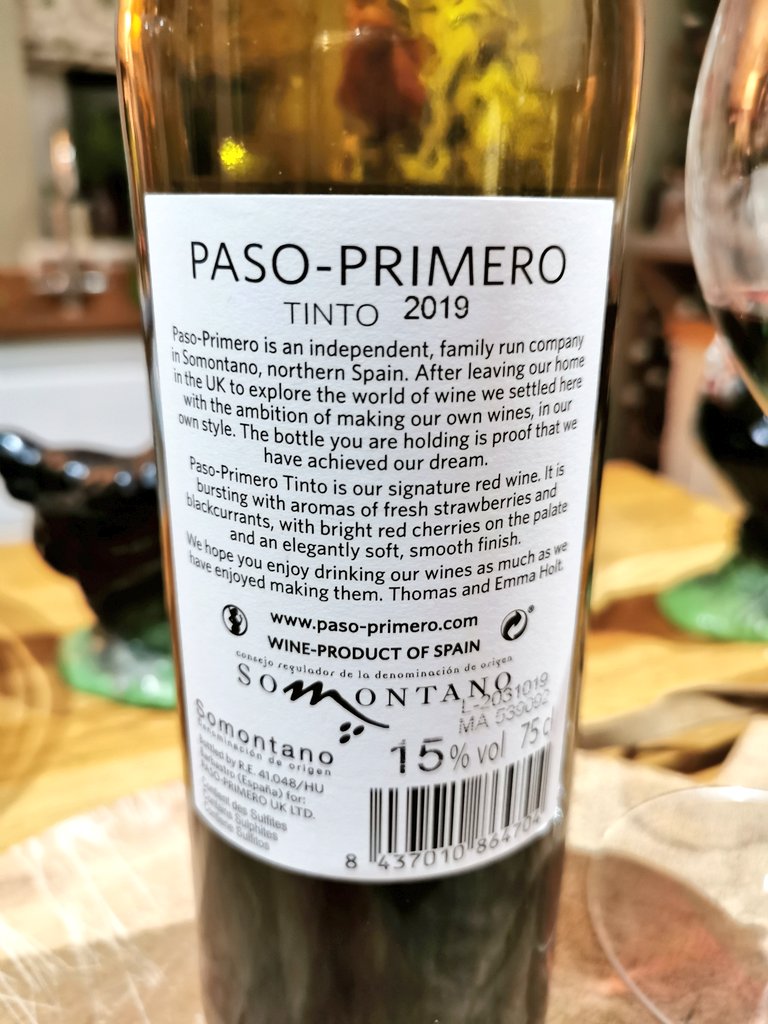 PASO-PRIMERO
TINTO 2019
Paso-Primero is an independent, family run company
in Somontano, northern Spain. After leaving our home
in the UK to explore the world of wine we settled here
with the ambition of making our own wines, in our
own style. The bottle you are holding is proof that we
have achieved our dream.
Paso-Primero Tinto is our signature red wine. It is
bursting with aromas of fresh strawberries and
blackcurrants, with bright red cherries on the palate
and an elegantly soft, smooth finish.
We hope you enjoy drinking our wines as much as we
have enjoyed making them. Thomas and Emma Holt.
www.paso-primero.com
WINE-PRODUCT OF SPAIN
consejo regulador de la denominación de origen
SOMONTANO
L-2031019
MA 539092
Somontano
denominación de origen
15% vol 75cl
Bottled by R.E. 41.048/HU
Barbastro (España) for:
PASO-PRIMERO UK LTD.
Contient des Sulfites
Contains Sulphites
Contiene Sulfitos
8 437010 864704